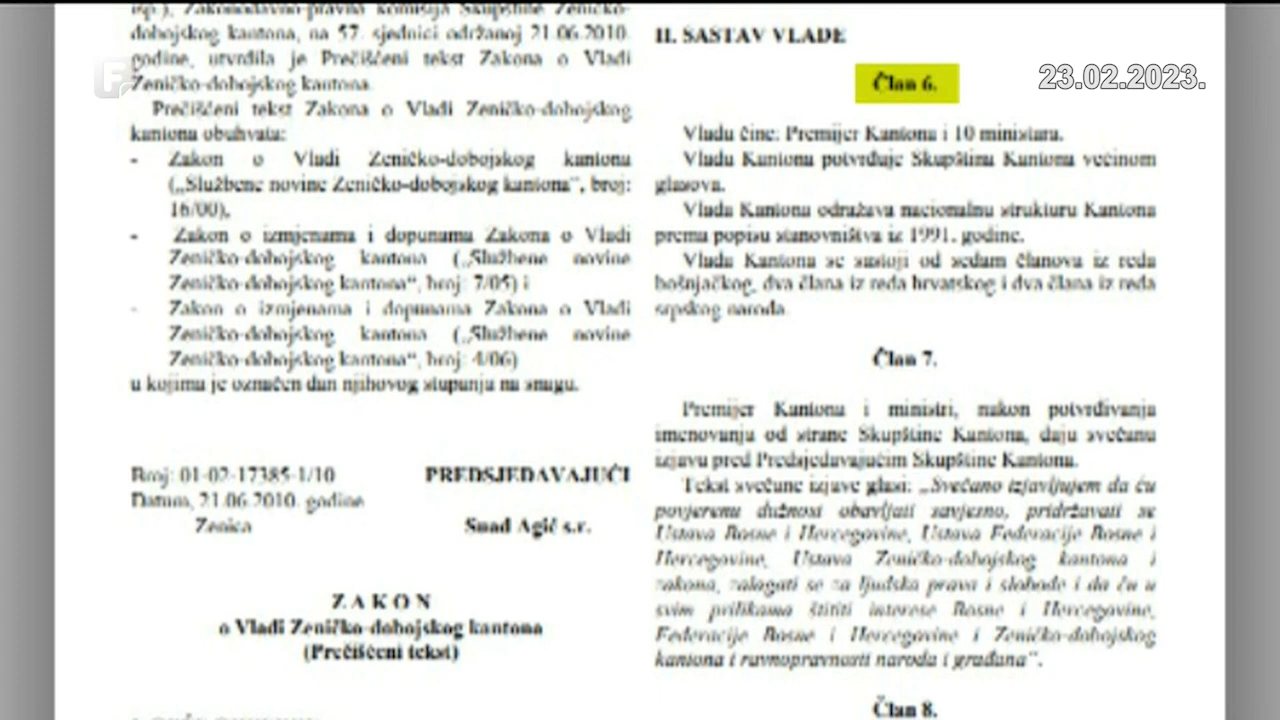 isp.), Zakonodavno-pravna komisija Skupštine Zeničko-
dobojskog kantona, na 57. sjednici održanoj 21.06.2010.
godine, utvrdila je Prečišćeni tekst Zakona o Vladi
Zeničko-dobojskog kantona.
Prečišćeni tekst Zakona o Vladi Zeničko-dobojskog
kantona obuhvata:
- Zakon o Vladi Zeničko-dobojskog kantona
(„Službene novine Zeničko-dobojskog kantona“, broj:
16/00),
- Zakon o izmjenama i dopunama Zakona o Vladi
Zeničko-dobojskog kantona („Službene novine
Zeničko-dobojskog kantona“, broj: 7/05) i
- Zakon o izmjenama i dopunama Zakona o Vladi
Zeničko-dobojskog kantona („Službene novine
Zeničko-dobojskog kantona“, broj: 4/06)
u kojima je označen dan njihovog stupanja na snagu.
Broj: 01-02-17385-1/10 PREDSJEDAVAJUĆI
Datum, 21.06.2010. godine
Zenica Suad Agić s.r.
Z A K O N
o Vladi Zeničko-dobojskog kantona
(Prečišćeni tekst)
II. SASTAV VLADE
Član 6.
23.02.2023.
Vladu čine: Premijer Kantona i 10 ministara.
Vladu Kantona potvrđuje Skupština Kantona većinom
glasova.
Vlada Kantona odražava nacionalnu strukturu Kantona
prema popisu stanovništva iz 1991. godine.
Vlada Kantona se sastoji od sedam članova iz reda
bošnjačkog, dva člana iz reda hrvatskog i dva člana iz reda
srpskog naroda.
Član 7.
Premijer Kantona i ministri, nakon potvrđivanja
imenovanja od strane Skupštine Kantona, daju svečanu
izjavu pred Predsjedavajućim Skupštine Kantona.
Tekst svečane izjave glasi: „Svečano izjavljujem da ću
povjerenu dužnost obavljati savjesno, pridržavati se
Ustava Bosne i Hercegovine, Ustava Federacije Bosne i
Hercegovine, Ustava Zeničko-dobojskog kantona i
zakona, zalagati se za ljudska prava i slobode i da ću u
svim prilikama štititi interese Bosne i Hercegovine,
Federacije Bosne i Hercegovine i Zeničko-dobojskog
kantona i ravnopravnosti naroda i građana“.
Član 8.